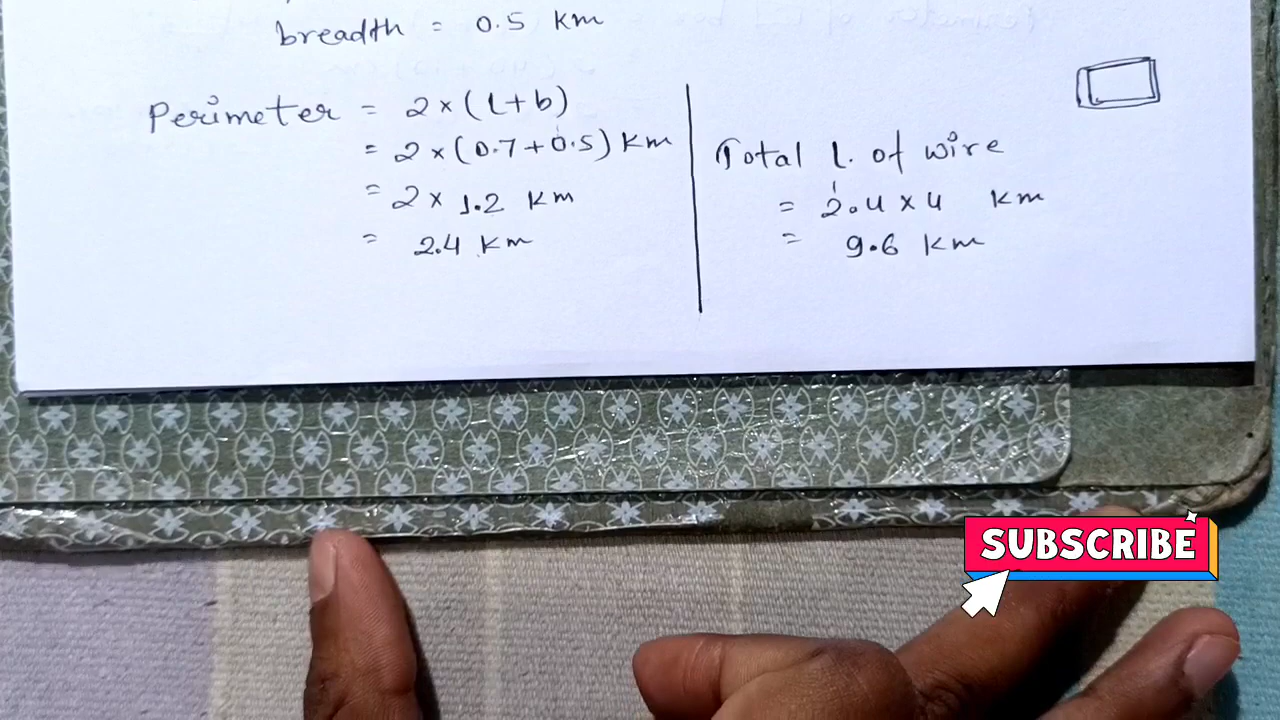 breadth = 0.5 km
Perimeter = 2 × (l + b)
= 2 × (0.7 + 0.5) km
= 2 × 1.2 km
= 2.4 km
Total l. of wire
= 2.4 × 4 km
= 9.6 km
SUBSCRIBE